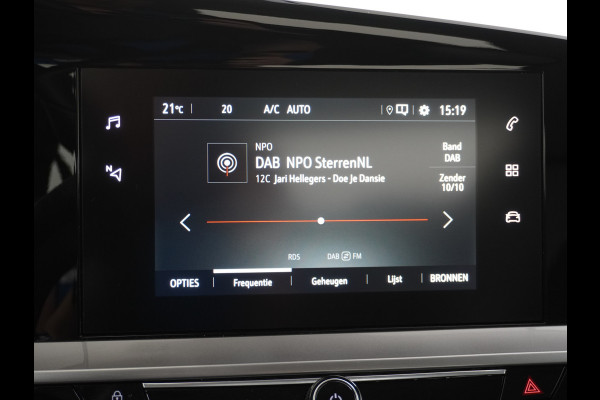 21°C 20 A/C AUTO 15:19
NPO
DAB NPO SterrenNL
12C Jari Hellegers - Doe Je Dansie
Band
DAB
Zender
10/10
N
RDS DAB FM
OPTIES Frequentie Geheugen Lijst BRONNEN